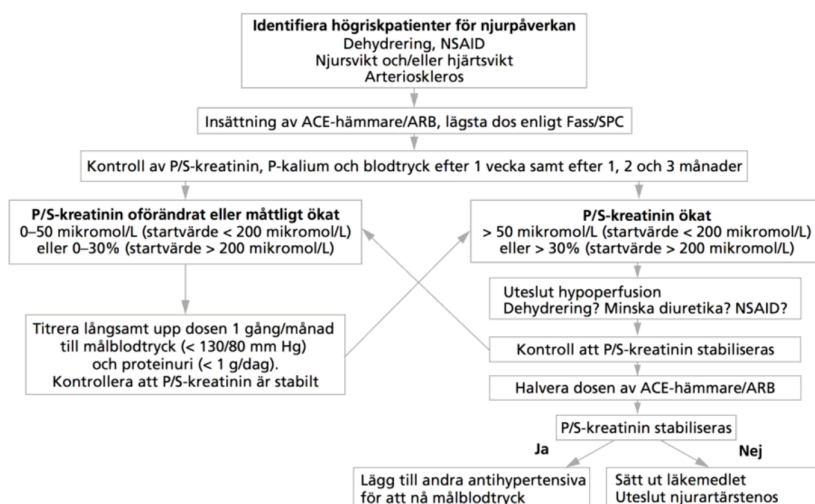 Identifiera högriskpatienter för njurpåverkan
Dehydrering, NSAID
Njursvikt och/eller hjärtsvikt
Arterioskleros
Insättning av ACE-hämmare/ARB, lägsta dos enligt Fass/SPC
Kontroll av P/S-kreatinin, P-kalium och blodtryck efter 1 vecka samt efter 1, 2 och 3 månader
P/S-kreatinin oförändrat eller måttligt ökat
0–50 mikromol/L (startvärde < 200 mikromol/L)
eller 0–30% (startvärde > 200 mikromol/L)
Titrera långsamt upp dosen 1 gång/månad
till målblodtryck (< 130/80 mm Hg)
och proteinuri (< 1 g/dag).
Kontrollera att P/S-kreatinin är stabilt
P/S-kreatinin ökat
> 50 mikromol/L (startvärde < 200 mikromol/L)
eller > 30% (startvärde > 200 mikromol/L)
Uteslut hypoperfusion
Dehydrering? Minska diuretika? NSAID?
Kontroll att P/S-kreatinin stabiliseras
Halvera dosen av ACE-hämmare/ARB
P/S-kreatinin stabiliseras
Ja
Nej
Lägg till andra antihypertensiva
för att nå målblodtryck
Sätt ut läkemedlet
Uteslut njurartärstenos